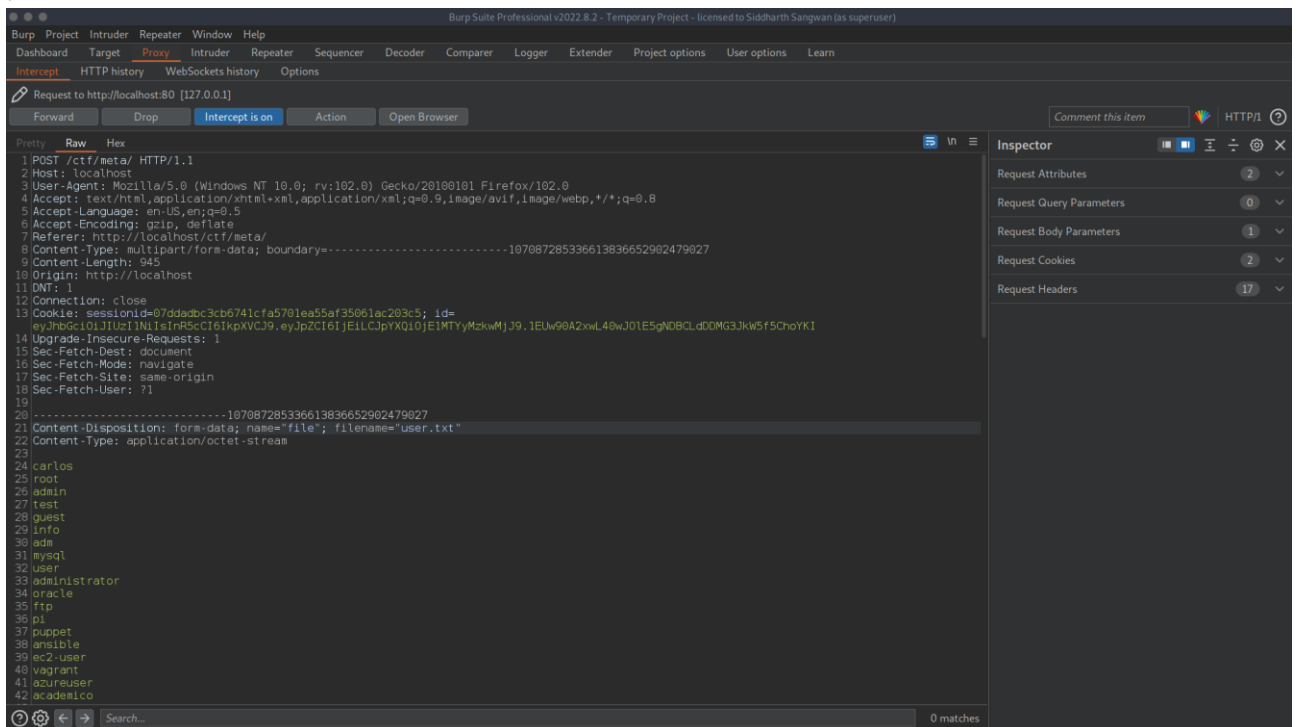 Burp Suite Professional v2022.8.2 - Temporary Project - licensed to Siddharth Sangwan (as superuser)
Burp Project Intruder Repeater Window Help
Dashboard Target Proxy Intruder Repeater Sequencer Decoder Comparer Logger Extender Project options User options Learn
Intercept HTTP history WebSockets history Options
Request to http://localhost:80 [127.0.0.1]
Forward Drop Intercept is on Action Open Browser Comment this item HTTP/1 ?
Pretty Raw Hex \n
Inspector
Request Attributes 2
Request Query Parameters 0
Request Body Parameters 1
Request Cookies 2
Request Headers 17
1 POST /ctf/meta/ HTTP/1.1
2 Host: localhost
3 User-Agent: Mozilla/5.0 (Windows NT 10.0; rv:102.0) Gecko/20100101 Firefox/102.0
4 Accept: text/html,application/xhtml+xml,application/xml;q=0.9,image/avif,image/webp,*/*;q=0.8
5 Accept-Language: en-US,en;q=0.5
6 Accept-Encoding: gzip, deflate
7 Referer: http://localhost/ctf/meta/
8 Content-Type: multipart/form-data; boundary=---------------------------107087285336613836652902479027
9 Content-Length: 945
10 Origin: http://localhost
11 DNT: 1
12 Connection: close
13 Cookie: sessionid=07ddadbc3cb6741cfa5701ea55af35061ac203c5; id=
eyJhbGciOiJIUzI1NiIsInR5cCI6IkpXVCJ9.eyJpZCI6IjEiLCJpYXQiOjE1MTYyMzkwMjJ9.1EUw90A2xwL40wJOlE5gNDBCLdDDMG3JkW5f5ChoYKI
14 Upgrade-Insecure-Requests: 1
15 Sec-Fetch-Dest: document
16 Sec-Fetch-Mode: navigate
17 Sec-Fetch-Site: same-origin
18 Sec-Fetch-User: ?1
19
20 -----------------------------107087285336613836652902479027
21 Content-Disposition: form-data; name="file"; filename="user.txt"
22 Content-Type: application/octet-stream
23
24 carlos
25 root
26 admin
27 test
28 guest
29 info
30 adm
31 mysql
32 user
33 administrator
34 oracle
35 ftp
36 pi
37 puppet
38 ansible
39 ec2-user
40 vagrant
41 azureuser
42 academico
? Search... 0 matches